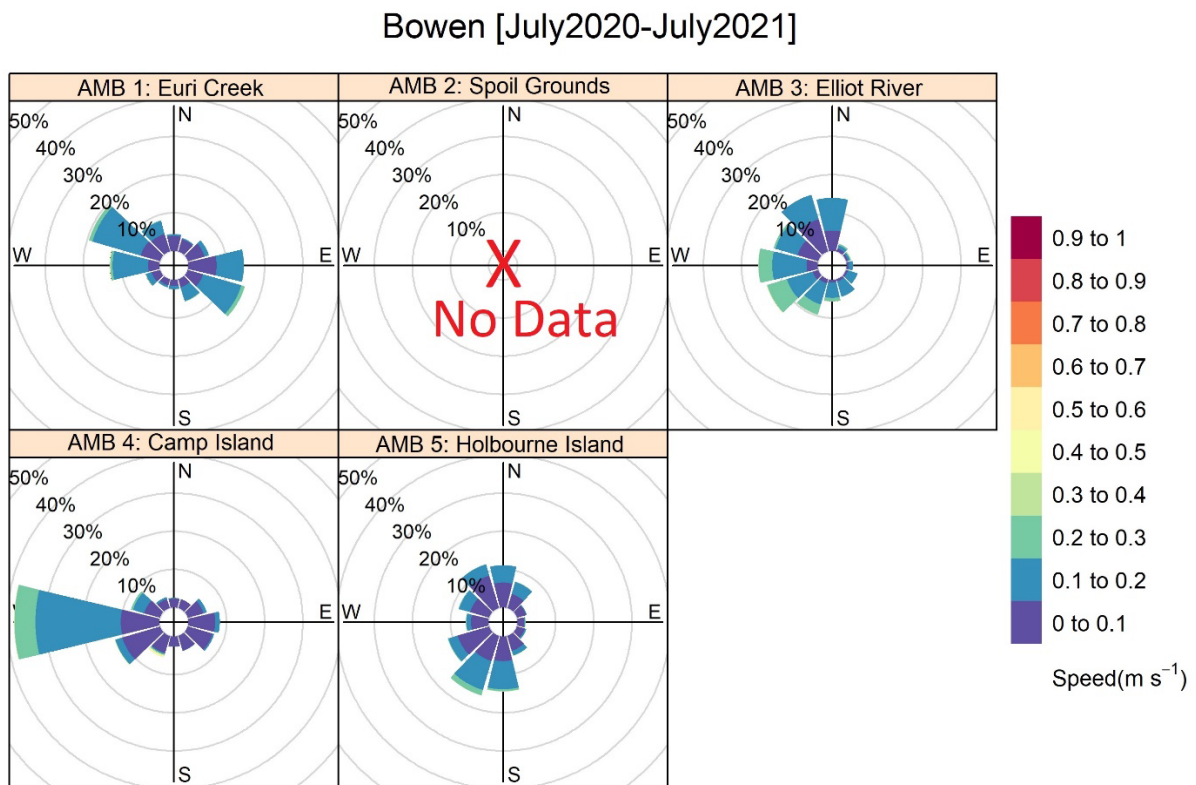 Bowen [July2020-July2021]
AMB 1: Euri Creek
AMB 2: Spoil Grounds
AMB 3: Elliot River
50%
40%
30%
20%
10%
N
W
E
S
50%
40%
30%
20%
10%
N
W
E
S
X
No Data
50%
40%
30%
20%
10%
N
W
E
S
AMB 4: Camp Island
AMB 5: Holbourne Island
50%
40%
30%
20%
10%
N
E
S
50%
40%
30%
20%
10%
N
W
E
S
0.9 to 1
0.8 to 0.9
0.7 to 0.8
0.6 to 0.7
0.5 to 0.6
0.4 to 0.5
0.3 to 0.4
0.2 to 0.3
0.1 to 0.2
0 to 0.1
Speed(m s⁻¹)